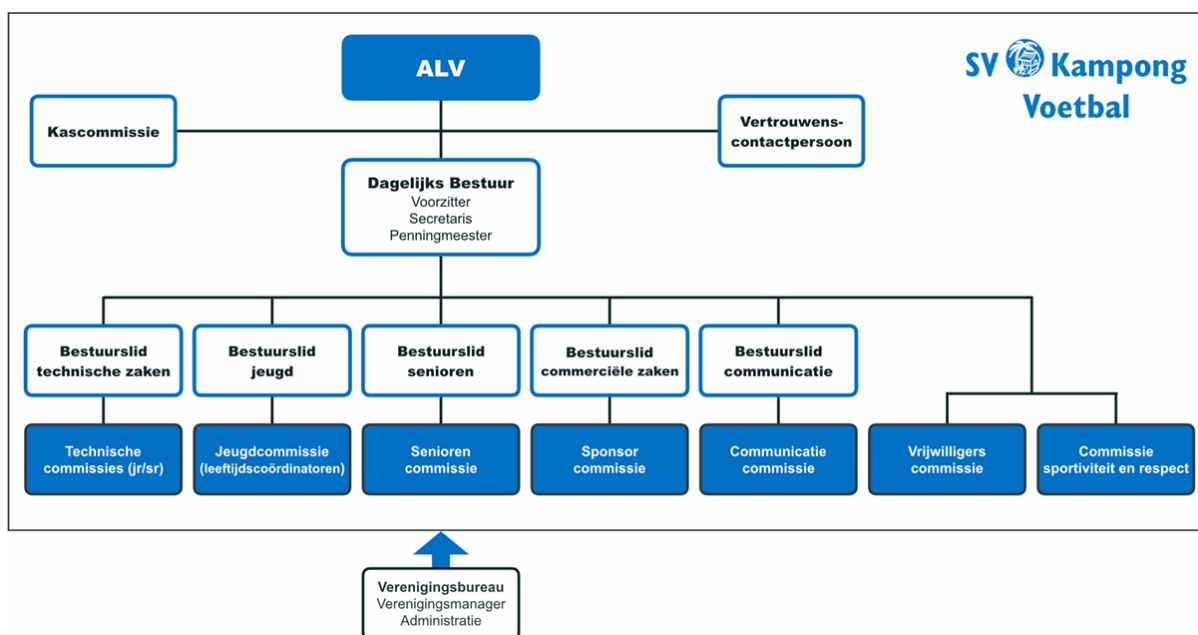 ALV
SV Kampong
Voetbal
Kascommissie
Vertrouwens-
contactpersoon
Dagelijks Bestuur
Voorzitter
Secretaris
Penningmeester
Bestuurslid
technische zaken
Bestuurslid
jeugd
Bestuurslid
senioren
Bestuurslid
commerciële zaken
Bestuurslid
communicatie
Technische
commissies (jr/sr)
Jeugdcommissie
(leeftijdscoördinatoren)
Senioren
commissie
Sponsor
commissie
Communicatie
commissie
Vrijwilligers
commissie
Commissie
sportiviteit en respect
Verenigingsbureau
Verenigingsmanager
Administratie